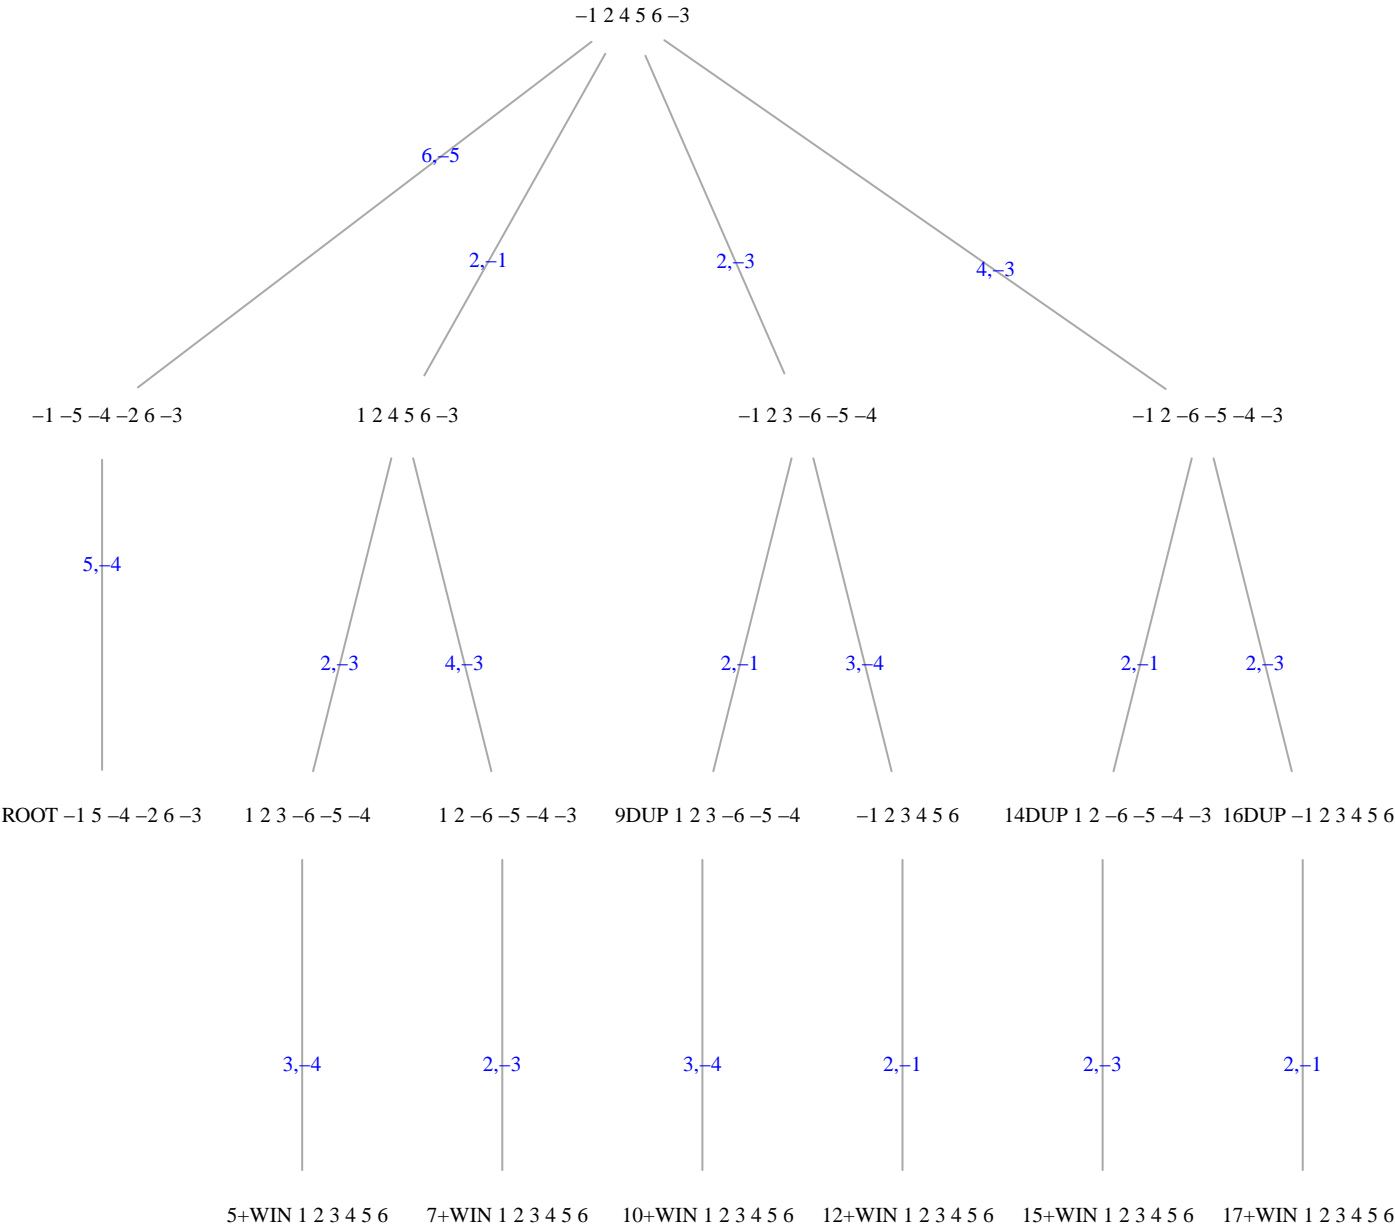 –1 2 4 5 6 –3
6,–5
2,–1
2,–3
4,–3
–1 –5 –4 –2 6 –3
1 2 4 5 6 –3
–1 2 3 –6 –5 –4
–1 2 –6 –5 –4 –3
5,–4
2,–3
4,–3
2,–1
3,–4
2,–1
2,–3
ROOT –1 5 –4 –2 6 –3
1 2 3 –6 –5 –4
1 2 –6 –5 –4 –3
9DUP 1 2 3 –6 –5 –4
–1 2 3 4 5 6
14DUP 1 2 –6 –5 –4 –3
16DUP –1 2 3 4 5 6
3,–4
2,–3
3,–4
2,–1
2,–3
2,–1
5+WIN 1 2 3 4 5 6
7+WIN 1 2 3 4 5 6
10+WIN 1 2 3 4 5 6
12+WIN 1 2 3 4 5 6
15+WIN 1 2 3 4 5 6
17+WIN 1 2 3 4 5 6